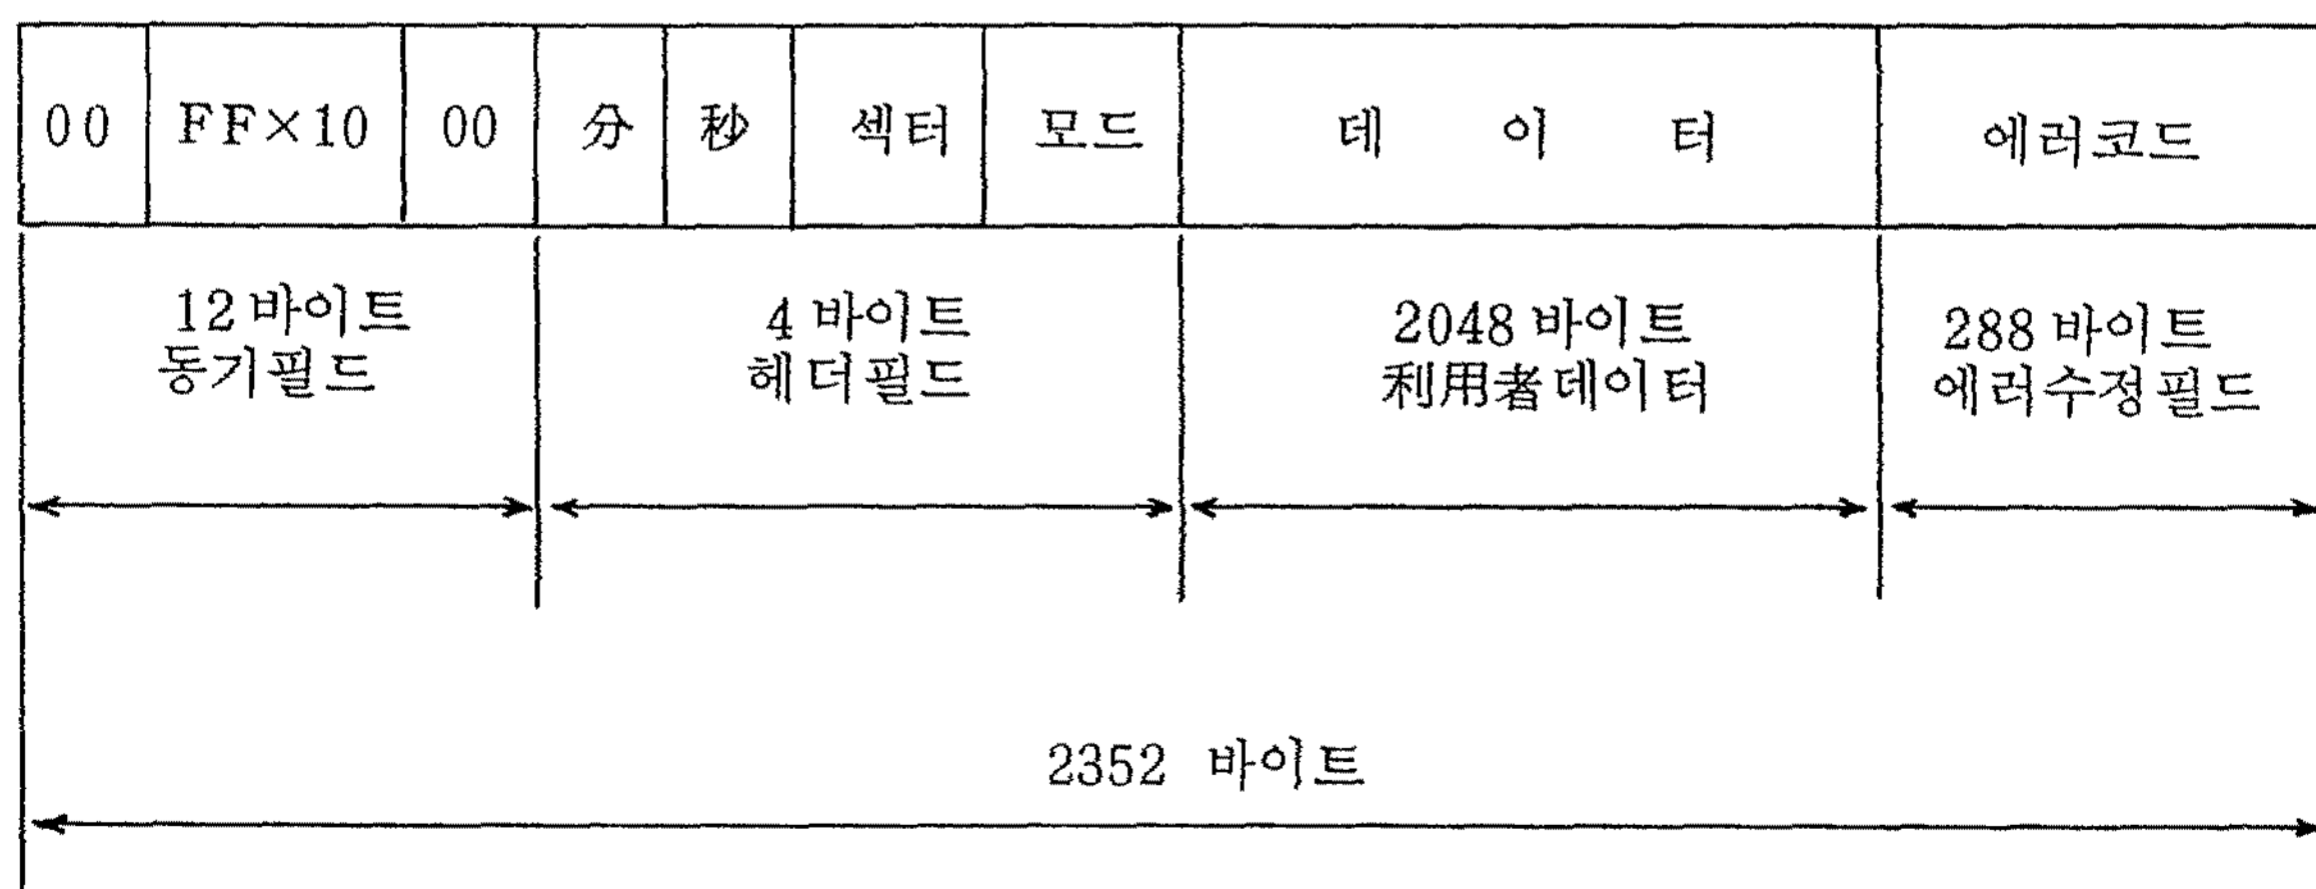 00 FF×10 00 分 秒 섹터 모드 데 이 터 에러코드
12바이트 4 바이트 2048 바이트 288 바이트
동기필드 헤더필드 利用者데이터 에러수정필드
2352 바이트